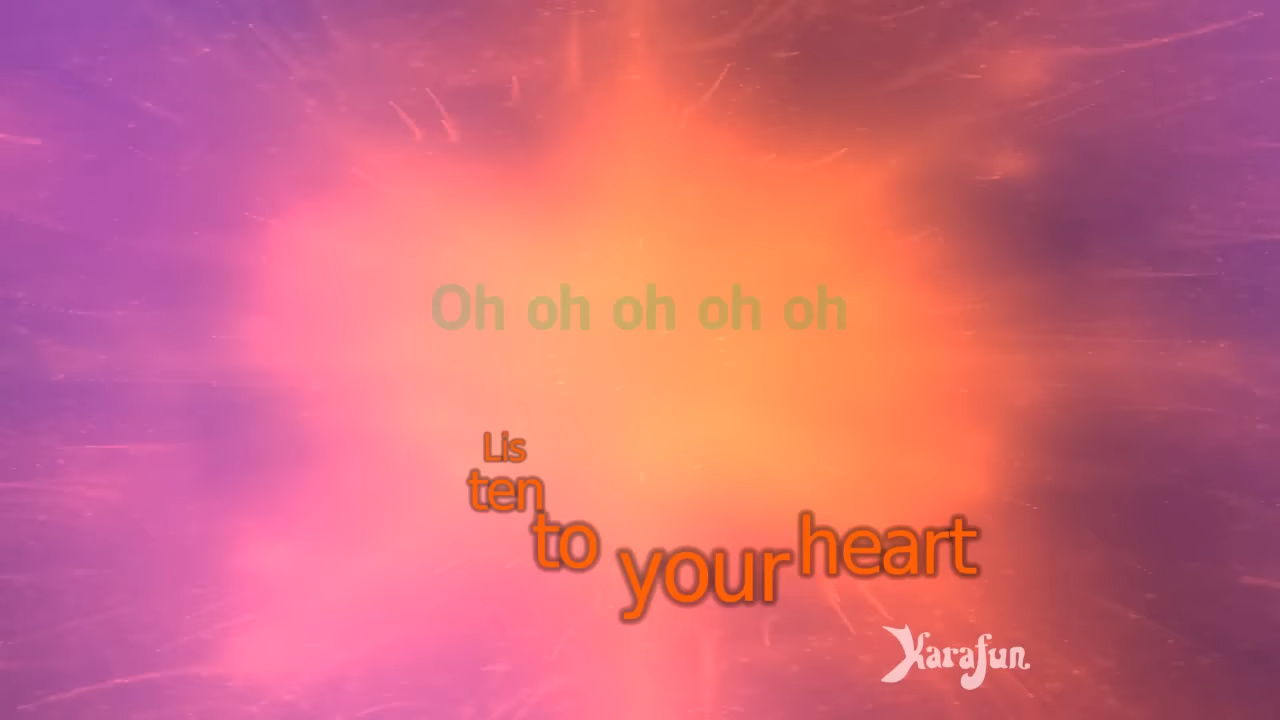 Oh oh oh oh oh
Lis
ten
to
your heart
Karafun